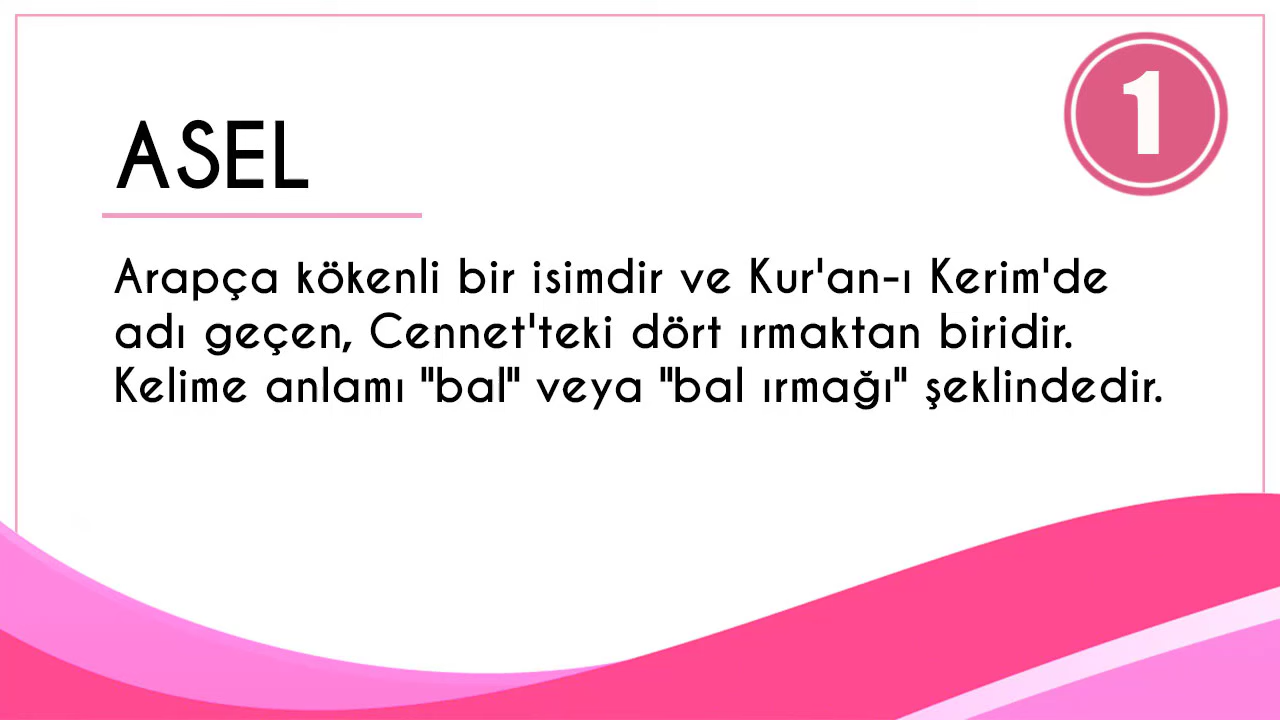 1
ASEL
Arapça kökenli bir isimdir ve Kur'an-ı Kerim'de
adı geçen, Cennet'teki dört ırmaktan biridir.
Kelime anlamı "bal" veya "bal ırmağı" şeklindedir.